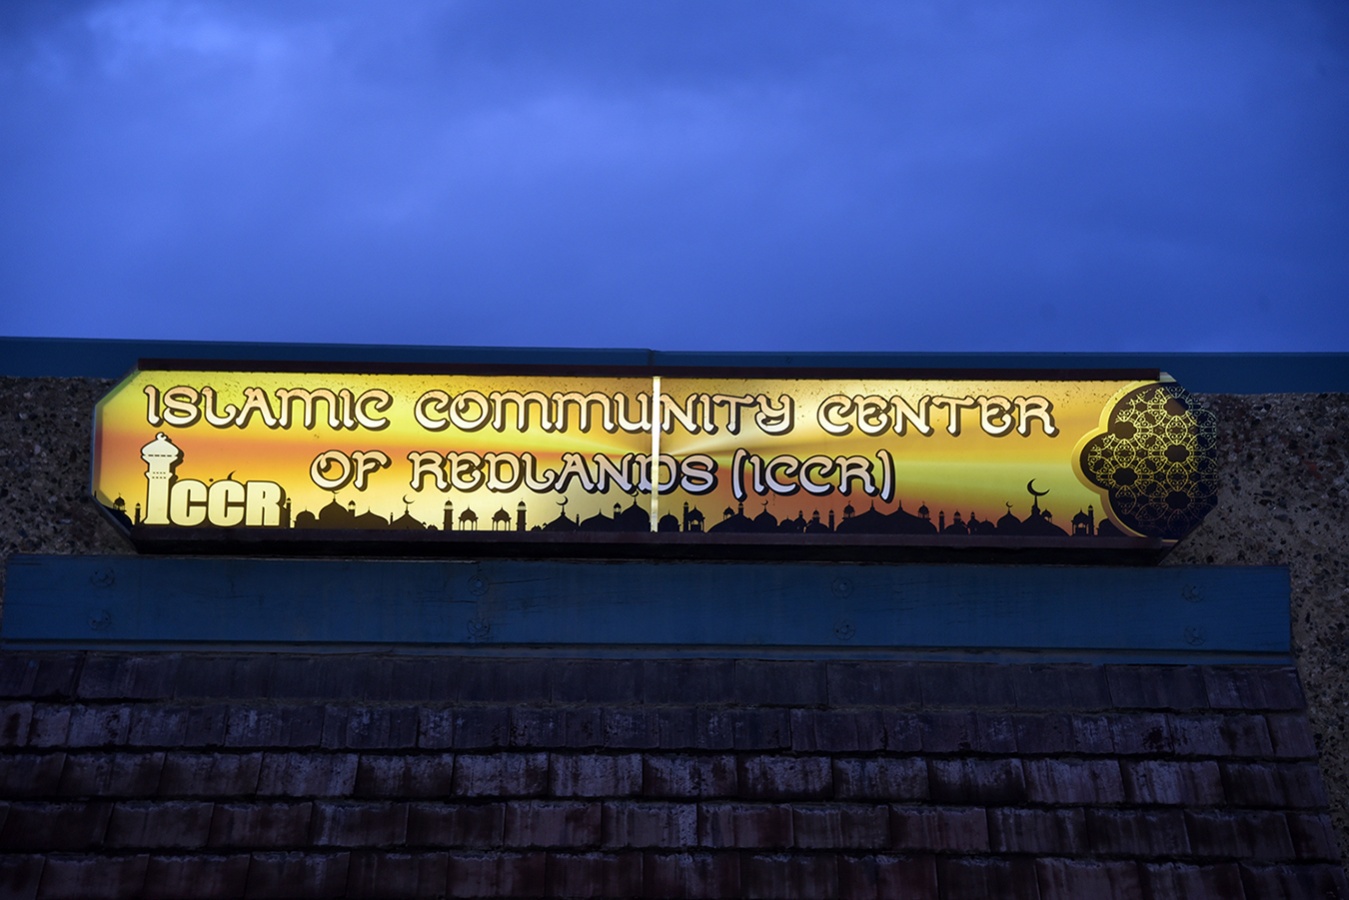 ISLAMIC COMMUNITY CENTER
OF REDLANDS (ICCR)
ICCR